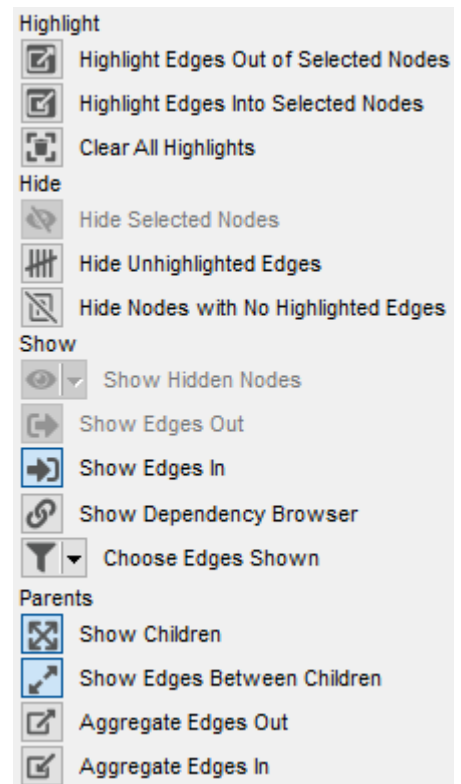 Highlight
Highlight Edges Out of Selected Nodes
Highlight Edges Into Selected Nodes
Clear All Highlights
Hide
Hide Selected Nodes
Hide Unhighlighted Edges
Hide Nodes with No Highlighted Edges
Show
Show Hidden Nodes
Show Edges Out
Show Edges In
Show Dependency Browser
Choose Edges Shown
Parents
Show Children
Show Edges Between Children
Aggregate Edges Out
Aggregate Edges In